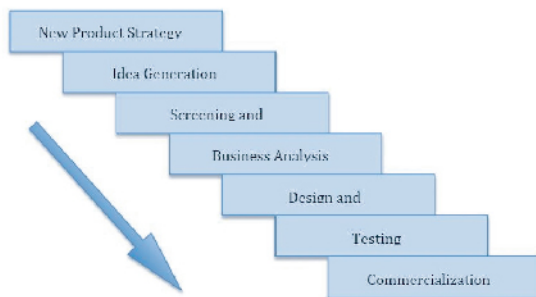 New Product Strategy
Idea Generation
Screening and
Business Analysis
Design and
Testing
Commercialization